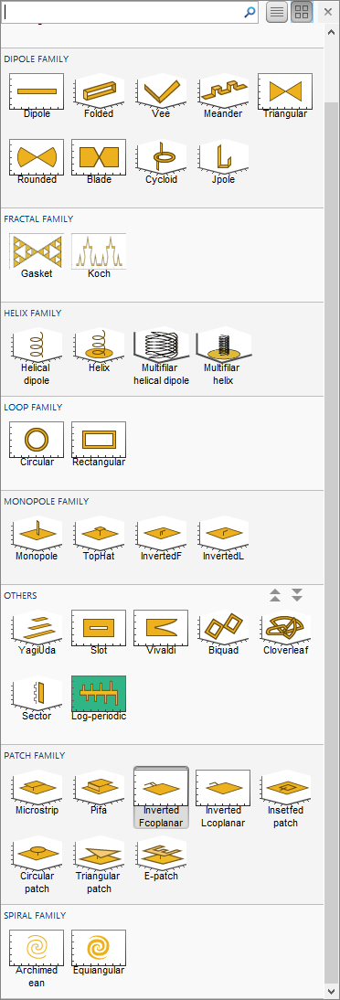 DIPOLE FAMILY
Dipole Folded Vee Meander Triangular
Rounded Blade Cycloid Jpole
FRACTAL FAMILY
Gasket Koch
HELIX FAMILY
Helical dipole Helix Multifilar helical dipole Multifilar helix
LOOP FAMILY
Circular Rectangular
MONOPOLE FAMILY
Monopole TopHat InvertedF InvertedL
OTHERS
YagiUda Slot Vivaldi Biquad Cloverleaf
Sector Log-periodic
PATCH FAMILY
Microstrip Pifa Inverted Fcoplanar Inverted Lcoplanar Insetfed patch
Circular patch Triangular patch E-patch
SPIRAL FAMILY
Archimedean Equiangular